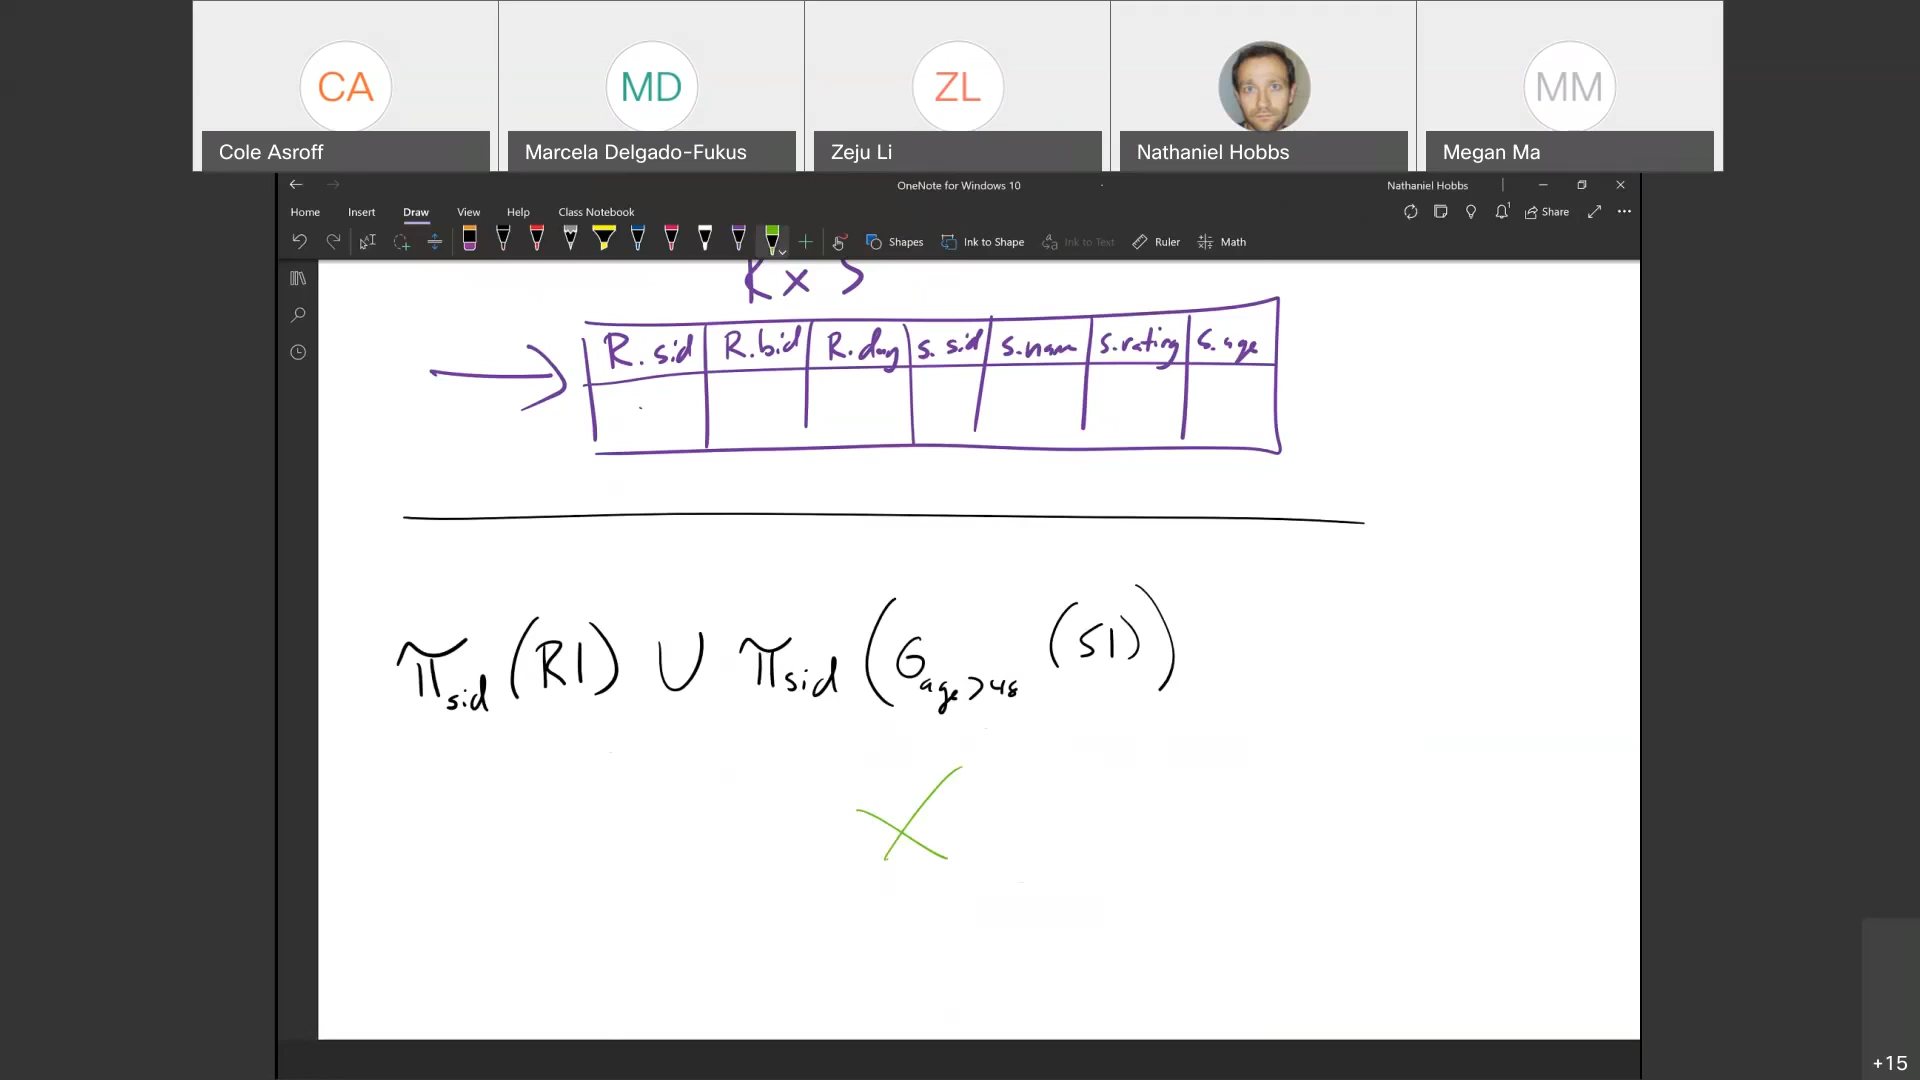 CA MD ZL MM
Cole Asroff Marcela Delgado-Fukus Zeju Li Nathaniel Hobbs Megan Ma
OneNote for Windows 10 Nathaniel Hobbs
Home Insert Draw View Help Class Notebook Share
Shapes Ink to Shape Ink to Text Ruler Math
R x S
R.sid R.bid R.day S.sid S.nam S.rating S.age
π sid (R1) ∪ π sid (σ age>48 (S1))
+15